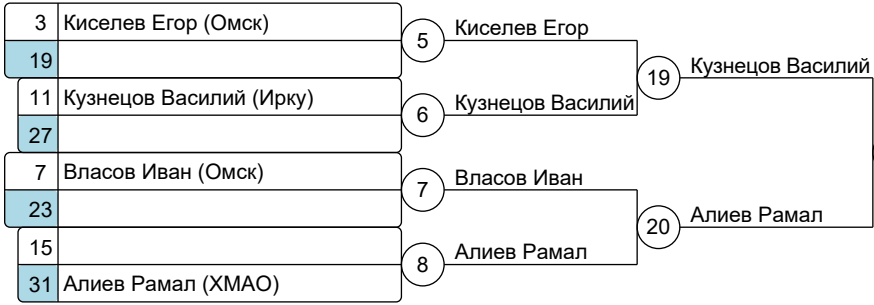 3 Киселев Егор (Омск)
19
5 Киселев Егор
11 Кузнецов Василий (Ирку)
27
6 Кузнецов Василий
19 Кузнецов Василий
7 Власов Иван (Омск)
23
7 Власов Иван
15
31 Алиев Рамал (ХМАО)
8 Алиев Рамал
20 Алиев Рамал